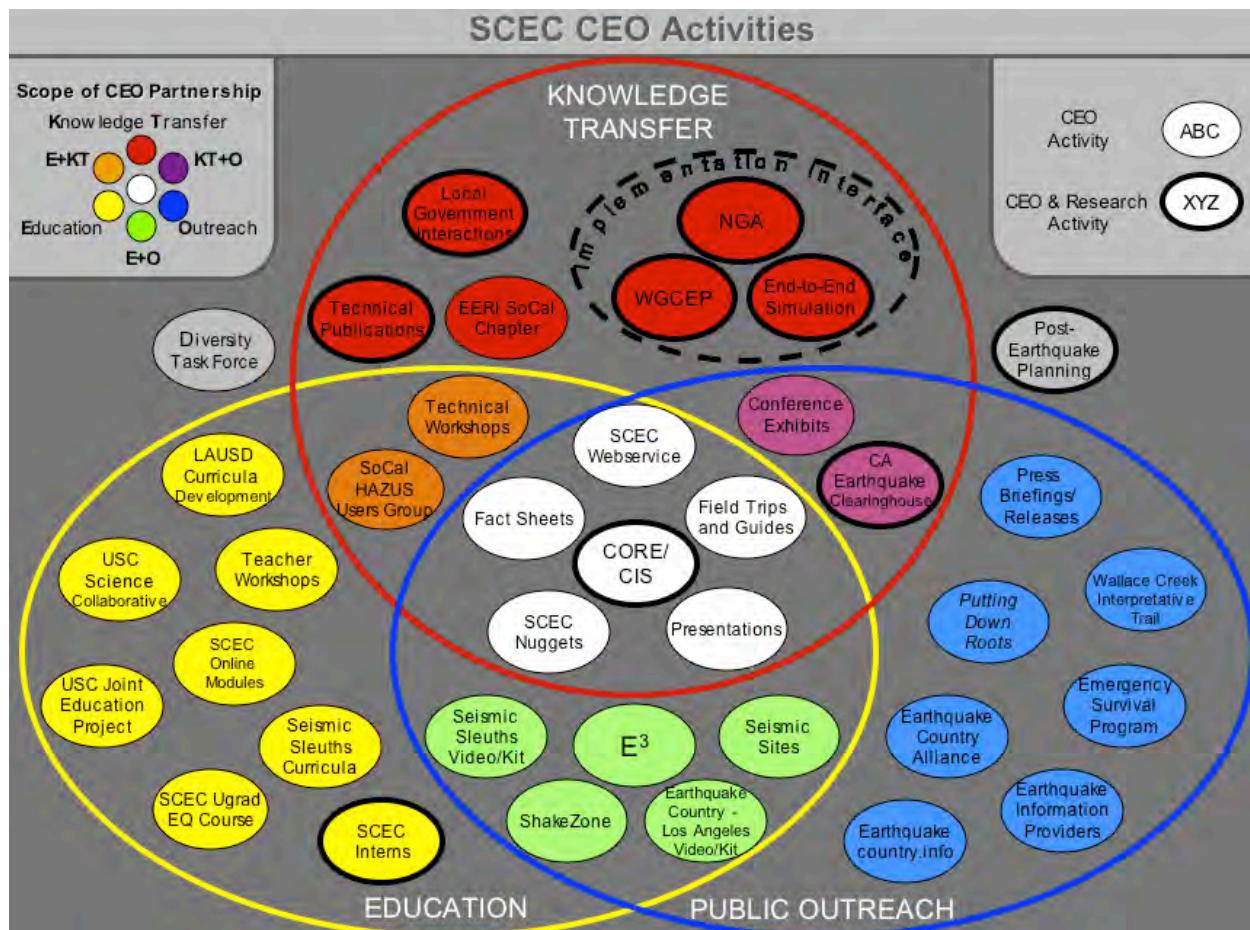 SCEC CEO Activities
Scope of CEO Partnership
Knowledge Transfer
E+KT
KT+O
Education
Outreach
E+O
CEO
Activity
ABC
CEO & Research
Activity
XYZ
KNOWLEDGE
TRANSFER
Implementation Interface
Local
Government
Interactions
NGA
WGCEP
End-to-End
Simulation
Technical
Publications
EERI SoCal
Chapter
Diversity
Task Force
Post-
Earthquake
Planning
Technical
Workshops
Conference
Exhibits
SCEC
Webservice
LAUSD
Curricula
Development
SoCal
HAZUS
Users Group
CA
Earthquake
Clearinghouse
Press
Briefings/
Releases
Fact Sheets
Field Trips
and Guides
CORE/
CIS
USC
Science
Collaborative
Teacher
Workshops
Wallace Creek
Interpretative
Trail
Putting
Down
Roots
SCEC
Nuggets
Presentations
SCEC
Online
Modules
USC Joint
Education
Project
Emergency
Survival
Program
Seismic
Sleuths
Curricula
Seismic
Sleuths
Video/Kit
E³
Seismic
Sites
Earthquake
Country
Alliance
SCEC Ugrad
EQ Course
SCEC
Interns
ShakeZone
Earthquake
Country -
Los Angeles
Video/Kit
Earthquake
country.info
Earthquake
Information
Providers
EDUCATION
PUBLIC OUTREACH